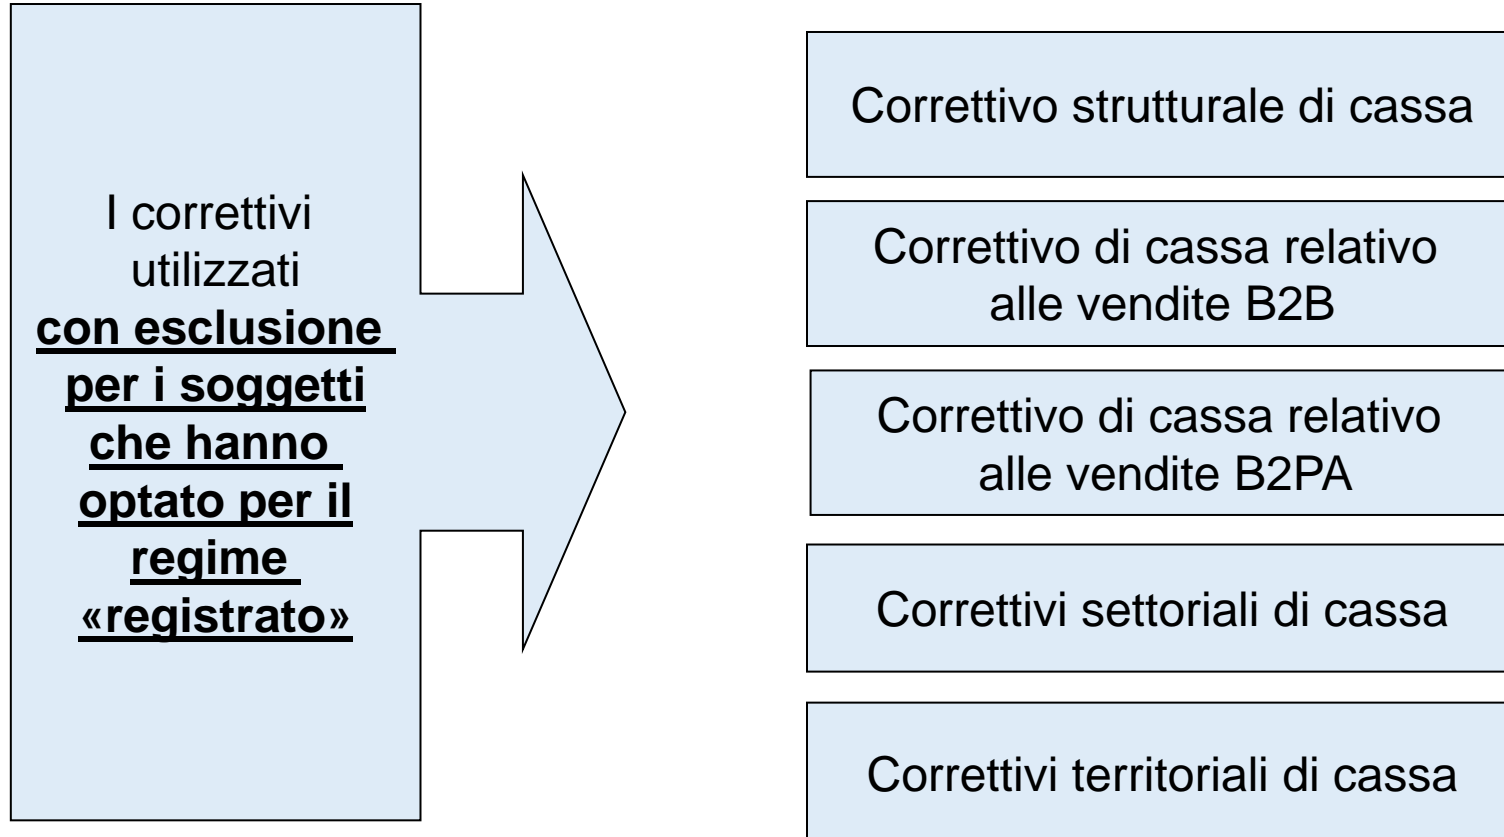 I correttivi
utilizzati
con esclusione
per i soggetti
che hanno
optato per il
regime
«registrato»
Correttivo strutturale di cassa
Correttivo di cassa relativo
alle vendite B2B
Correttivo di cassa relativo
alle vendite B2PA
Correttivi settoriali di cassa
Correttivi territoriali di cassa